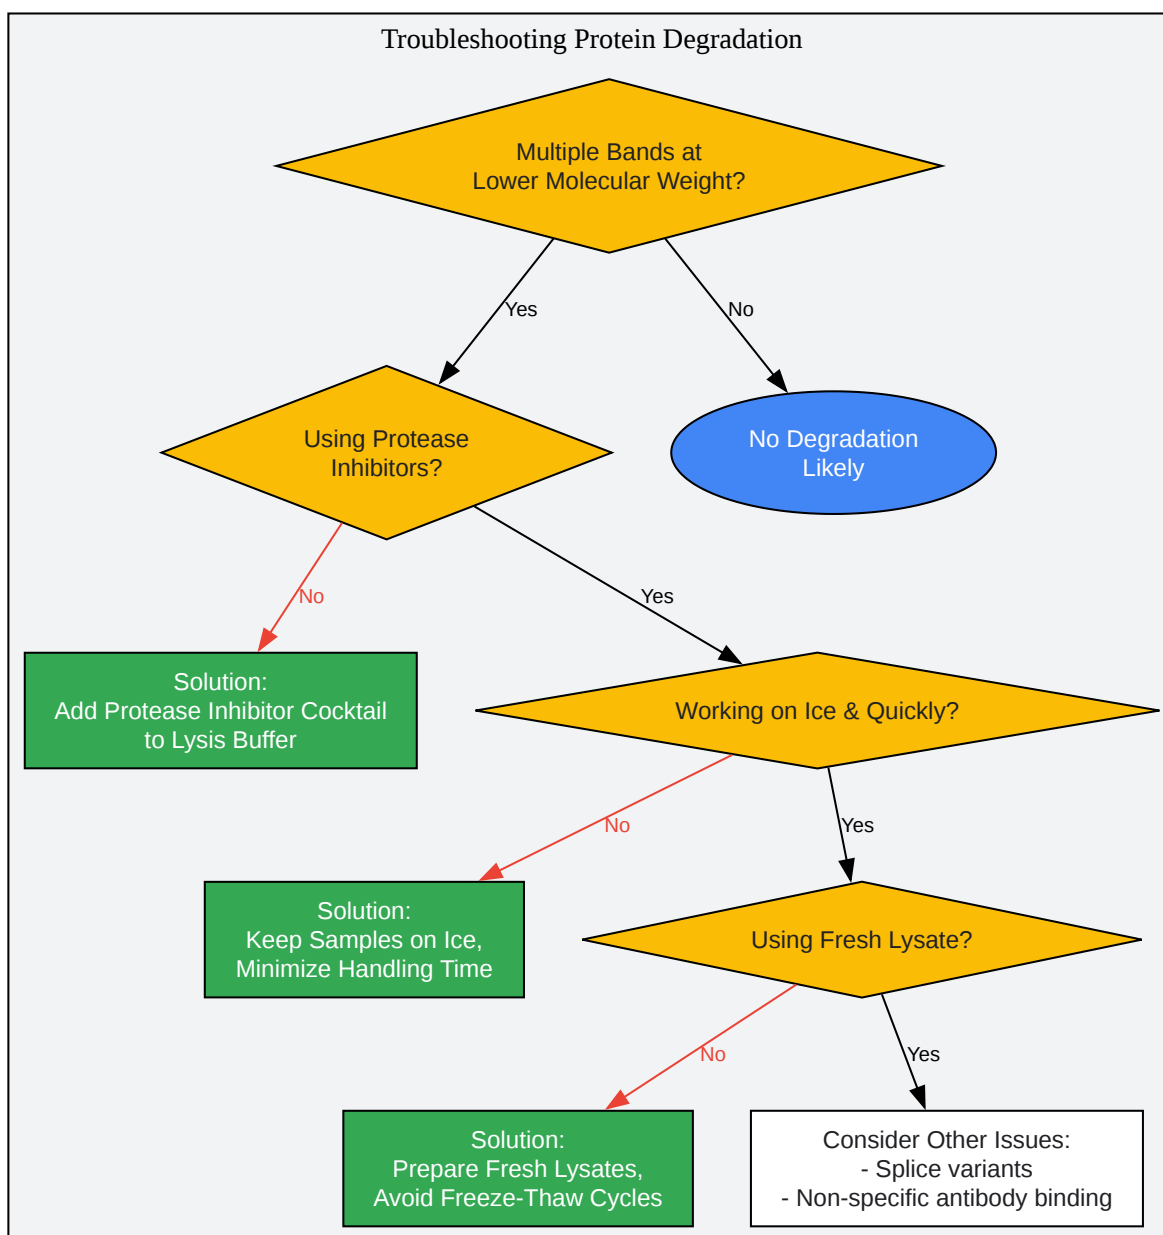 Troubleshooting Protein Degradation
Multiple Bands at
Lower Molecular Weight?
Yes
No
Using Protease
Inhibitors?
No Degradation
Likely
No
Yes
Solution:
Add Protease Inhibitor Cocktail
to Lysis Buffer
Working on Ice & Quickly?
No
Yes
Solution:
Keep Samples on Ice,
Minimize Handling Time
Using Fresh Lysate?
No
Yes
Solution:
Prepare Fresh Lysates,
Avoid Freeze-Thaw Cycles
Consider Other Issues:
- Splice variants
- Non-specific antibody binding